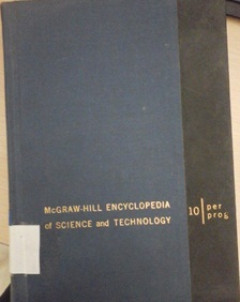 McGRAW-HILL ENCYCLOPEDIA
of SCIENCE and TECHNOLOGY
10
per
prog